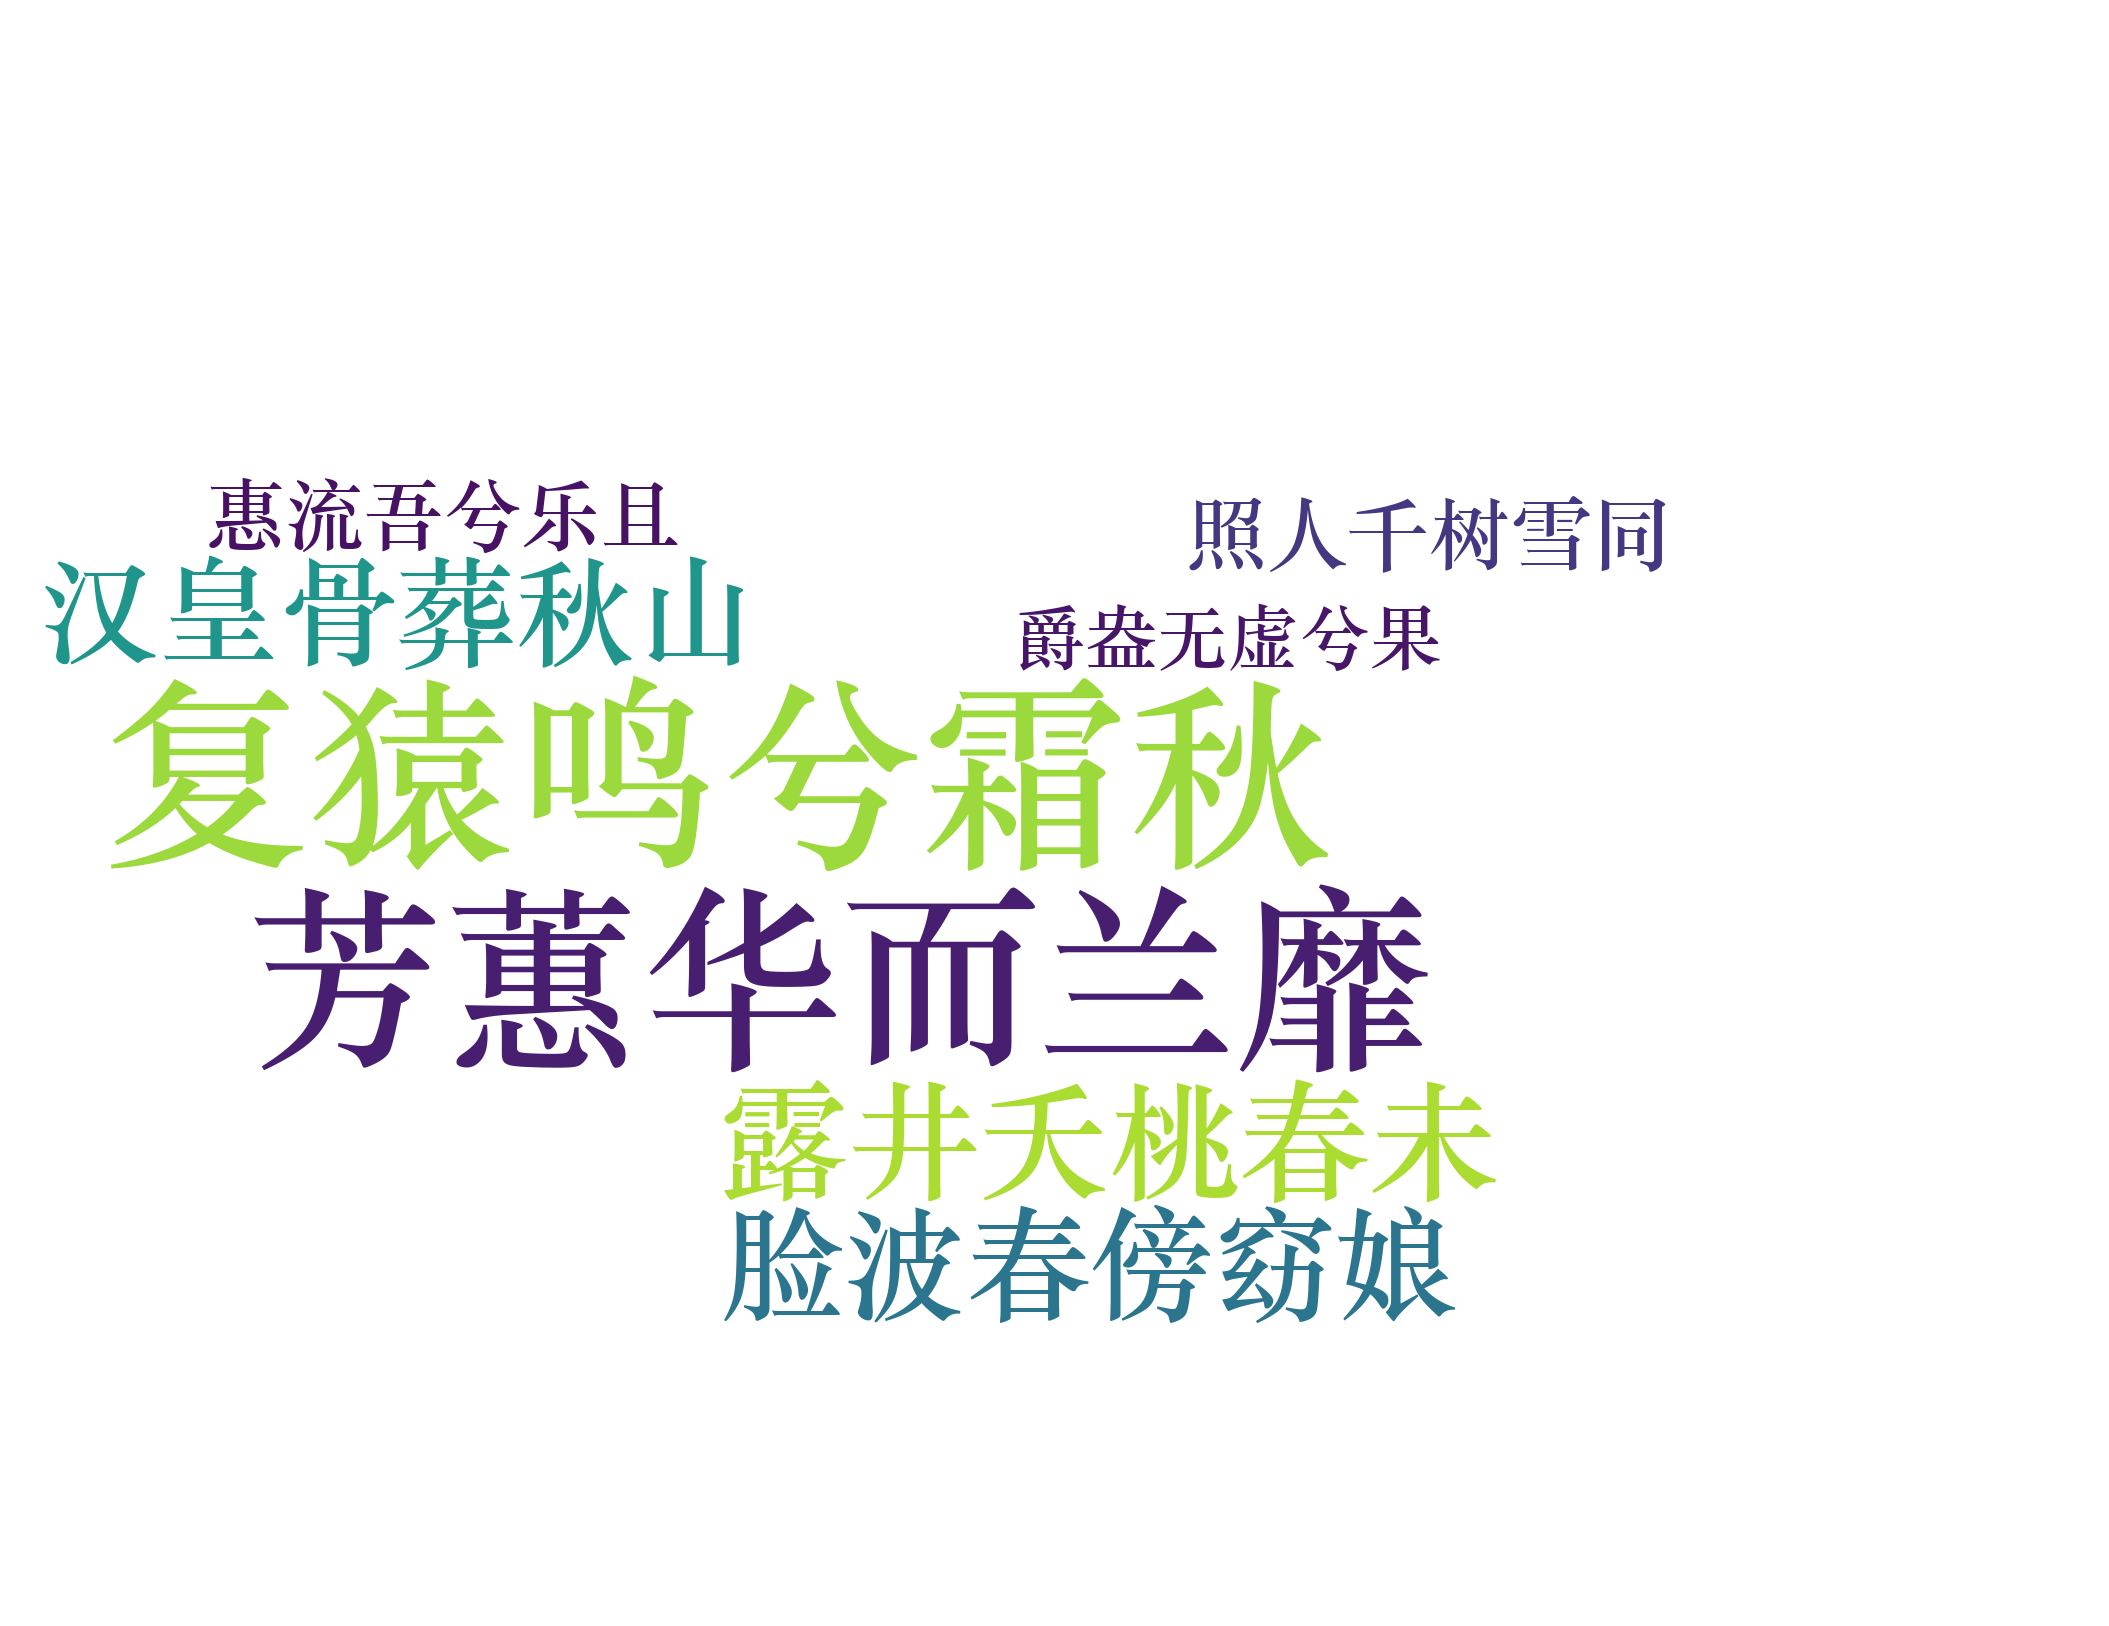 惠流吾兮乐且
照人千树雪同
汉皇骨葬秋山
爵盎无虚兮果
复猿鸣兮霜秋
芳蕙华而兰靡
露井夭桃春未
脸波春傍窈娘